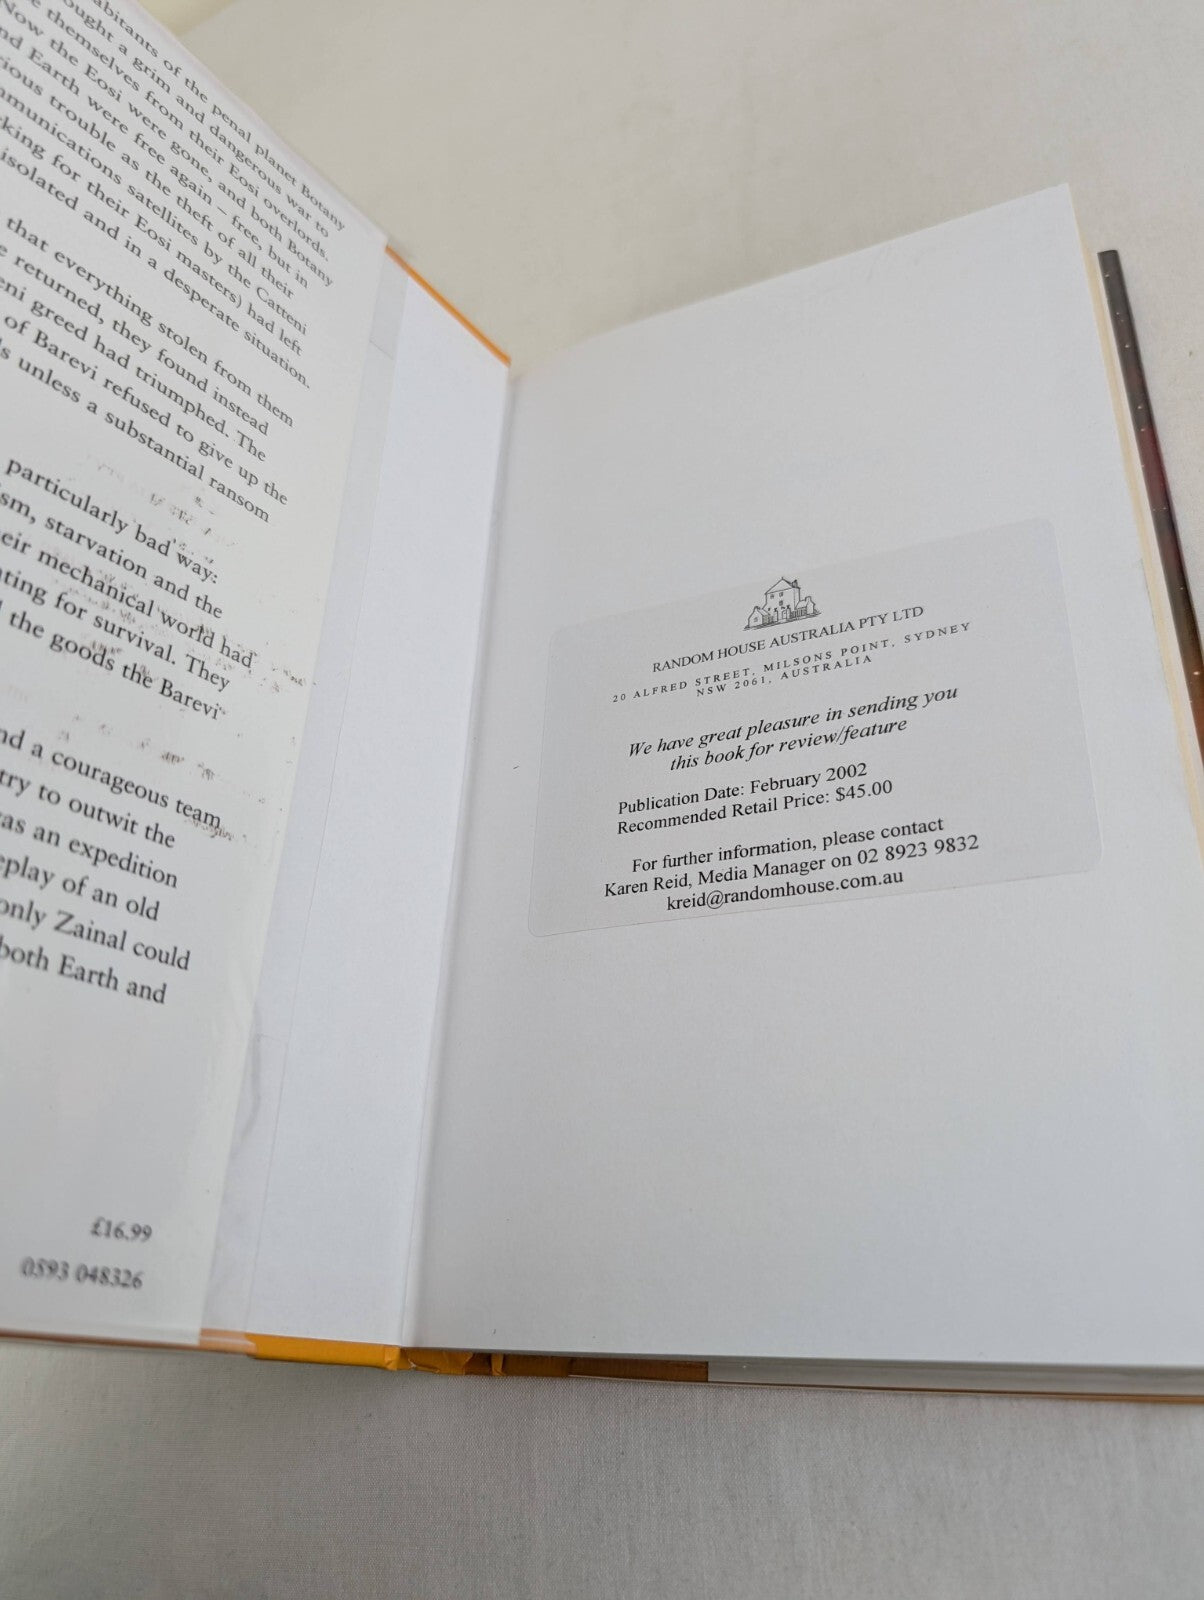 abitants of the penal planet Botany
ought a grim and dangerous war to
e themselves from their Eosi overlords.
Now the Eosi were gone, and both Botany
nd Earth were free again – free, but in
rious trouble as the theft of all their
mmunications satellites by the Catteni
king for their Eosi masters) had left
isolated and in a desperate situation.
that everything stolen from them
e returned, they found instead
eni greed had triumphed. The
of Barevi refused to give up the
s unless a substantial ransom
particularly bad way:
sm, starvation and the
eir mechanical world had
ting for survival. They
the goods the Barevi
nd a courageous team
try to outwit the
as an expedition
eplay of an old
only Zainal could
both Earth and
£16.99
0593 048326
RANDOM HOUSE AUSTRALIA PTY LTD
20 ALFRED STREET, MILSONS POINT, SYDNEY
NSW 2061, AUSTRALIA
We have great pleasure in sending you
this book for review/feature
Publication Date: February 2002
Recommended Retail Price: $45.00
For further information, please contact
Karen Reid, Media Manager on 02 8923 9832
kreid@randomhouse.com.au